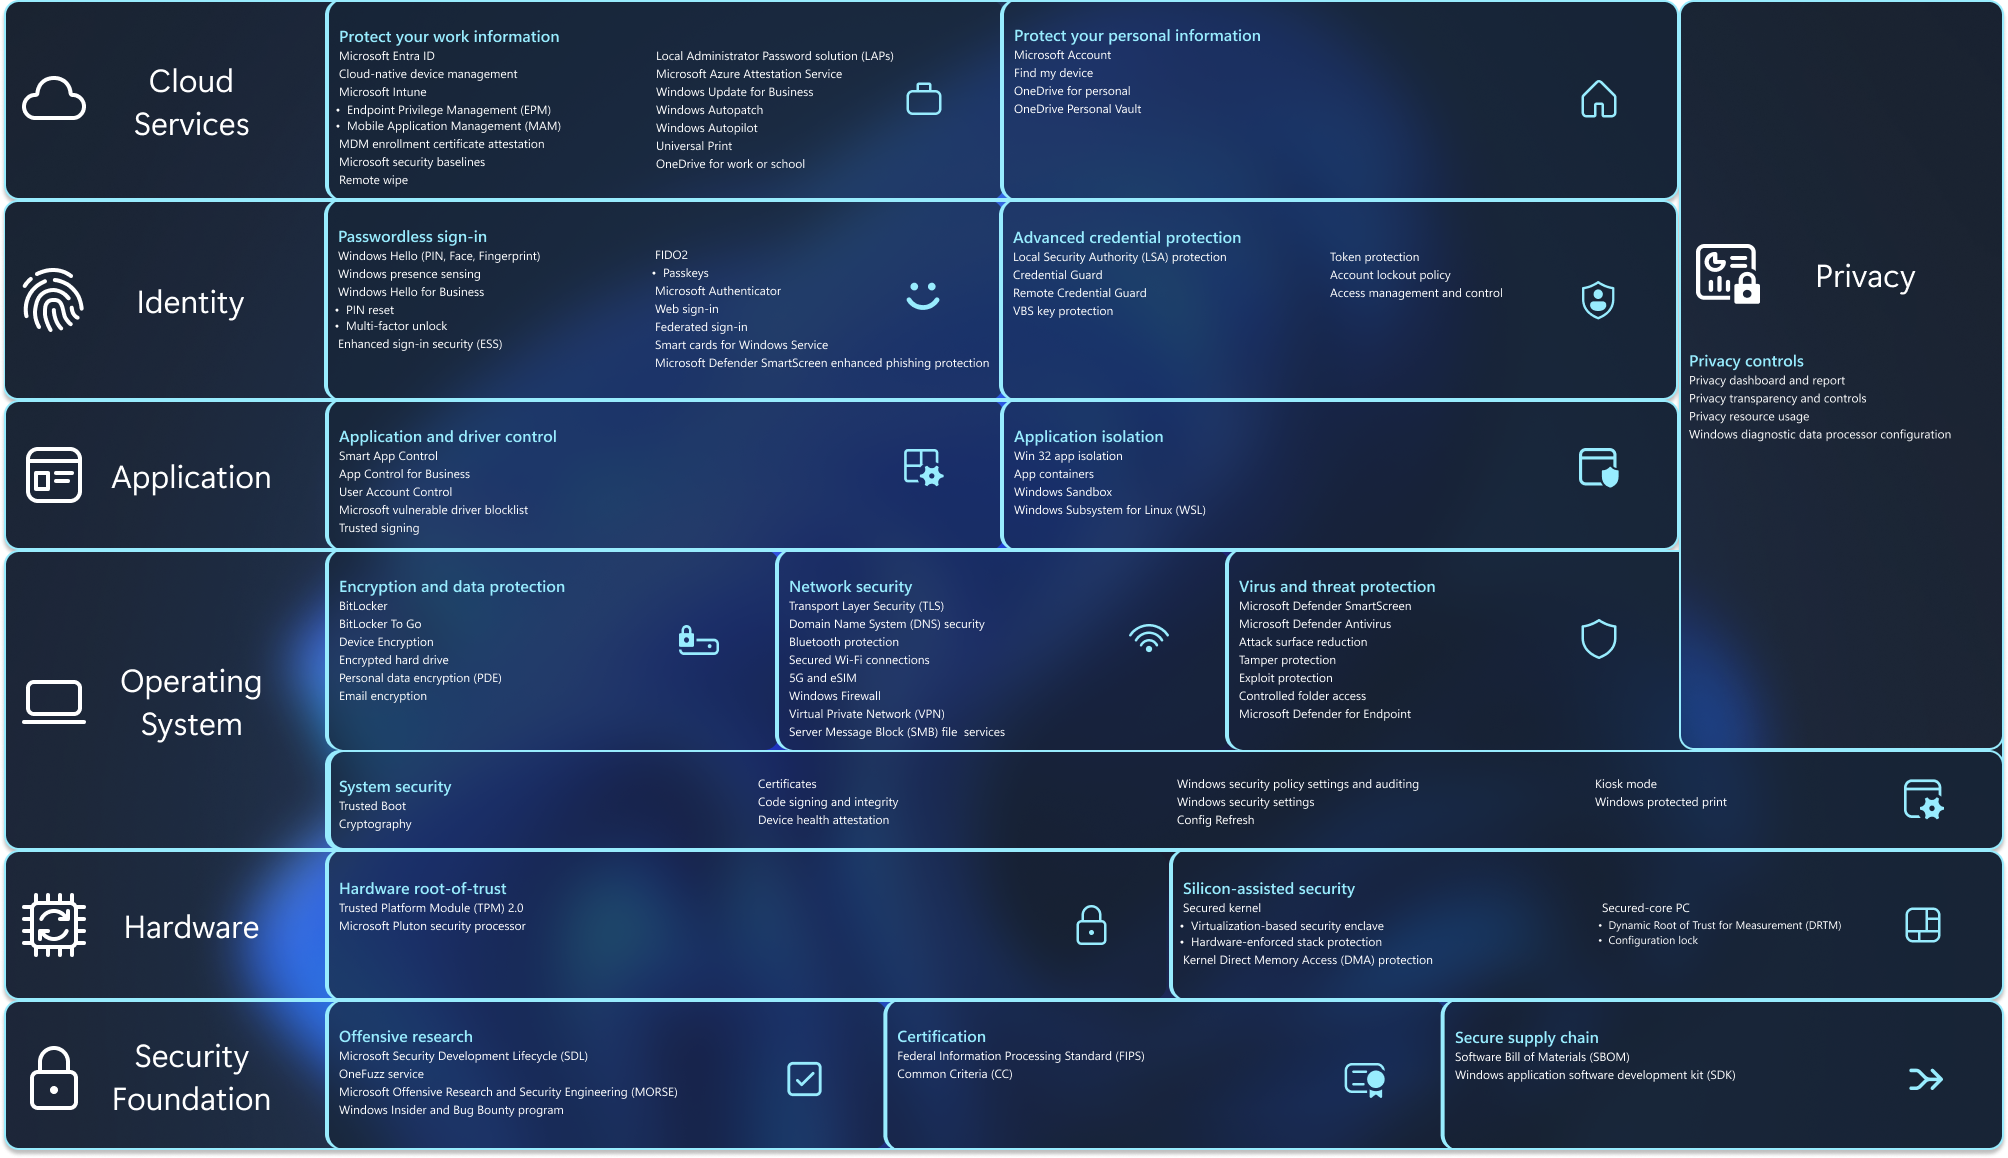 Cloud
Services
Protect your work information
Microsoft Entra ID
Cloud-native device management
Microsoft Intune
• Endpoint Privilege Management (EPM)
• Mobile Application Management (MAM)
MDM enrollment certificate attestation
Microsoft security baselines
Remote wipe
Local Administrator Password solution (LAPs)
Microsoft Azure Attestation Service
Windows Update for Business
Windows Autopatch
Windows Autopilot
Universal Print
OneDrive for work or school
Protect your personal information
Microsoft Account
Find my device
OneDrive for personal
OneDrive Personal Vault
Identity
Passwordless sign-in
Windows Hello (PIN, Face, Fingerprint)
Windows presence sensing
Windows Hello for Business
• PIN reset
• Multi-factor unlock
Enhanced sign-in security (ESS)
FIDO2
• Passkeys
Microsoft Authenticator
Web sign-in
Federated sign-in
Smart cards for Windows Service
Microsoft Defender SmartScreen enhanced phishing protection
Advanced credential protection
Local Security Authority (LSA) protection
Credential Guard
Remote Credential Guard
VBS key protection
Token protection
Account lockout policy
Access management and control
Privacy
Privacy controls
Privacy dashboard and report
Privacy transparency and controls
Privacy resource usage
Windows diagnostic data processor configuration
Application
Application and driver control
Smart App Control
App Control for Business
User Account Control
Microsoft vulnerable driver blocklist
Trusted signing
Application isolation
Win 32 app isolation
App containers
Windows Sandbox
Windows Subsystem for Linux (WSL)
Operating
System
Encryption and data protection
BitLocker
BitLocker To Go
Device Encryption
Encrypted hard drive
Personal data encryption (PDE)
Email encryption
Network security
Transport Layer Security (TLS)
Domain Name System (DNS) security
Bluetooth protection
Secured Wi-Fi connections
5G and eSIM
Windows Firewall
Virtual Private Network (VPN)
Server Message Block (SMB) file services
Virus and threat protection
Microsoft Defender SmartScreen
Microsoft Defender Antivirus
Attack surface reduction
Tamper protection
Exploit protection
Controlled folder access
Microsoft Defender for Endpoint
System security
Trusted Boot
Cryptography
Certificates
Code signing and integrity
Device health attestation
Windows security policy settings and auditing
Windows security settings
Config Refresh
Kiosk mode
Windows protected print
Hardware
Hardware root-of-trust
Trusted Platform Module (TPM) 2.0
Microsoft Pluton security processor
Silicon-assisted security
Secured kernel
• Virtualization-based security enclave
• Hardware-enforced stack protection
Kernel Direct Memory Access (DMA) protection
Secured-core PC
• Dynamic Root of Trust for Measurement (DRTM)
• Configuration lock
Security
Foundation
Offensive research
Microsoft Security Development Lifecycle (SDL)
OneFuzz service
Microsoft Offensive Research and Security Engineering (MORSE)
Windows Insider and Bug Bounty program
Certification
Federal Information Processing Standard (FIPS)
Common Criteria (CC)
Secure supply chain
Software Bill of Materials (SBOM)
Windows application software development kit (SDK)